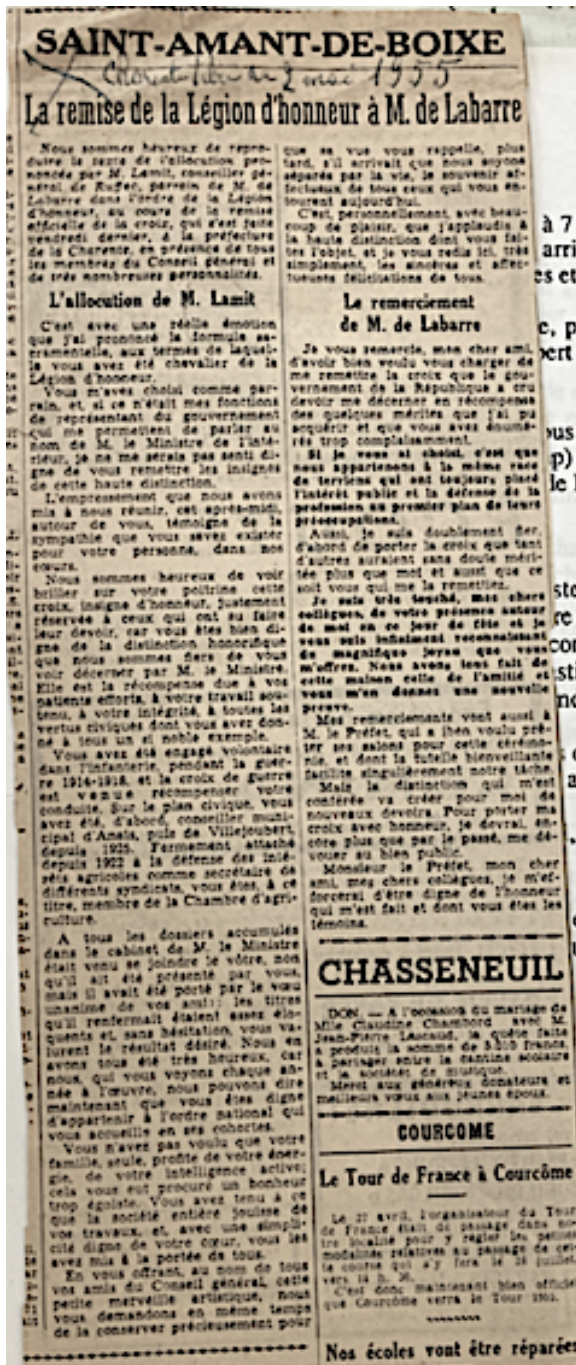 SAINT-AMANT-DE-BOIXE
mai 1955
La remise de la Légion d'honneur à M. de Labarre
Nous sommes heureux de repro-
duire le texte de l'allocution pro-
noncée par M. Lamit, conseiller gé-
néral de Ruffec, parrain de M. de
Labarre dans l'ordre de la Légion
d'honneur, au cours de la remise
officielle de la croix, qui s'est faite
vendredi dernier, à la préfecture
de la Charente, en présence de tous
les membres du Conseil général et
de très nombreuses personnalités.
L'allocution de M. Lamit
C'est avec une réelle émotion
que j'ai prononcé la formule sa-
cramentelle, aux termes de laquel-
le vous avez été chevalier de la
Légion d'honneur.
Vous m'avez choisi comme par-
rain, et si ce n'était mes fonctions
de représentant du gouvernement
qui me permettent de parler au
nom de M. le Ministre de l'Inté-
rieur, je ne me serais pas senti di-
gne de vous remettre les insignes
de cette haute distinction.
L'empressement que nous avons
mis à nous réunir, cet après-midi,
autour de vous, témoigne de la
sympathie que vous savez exister
pour votre personne, dans nos
cœurs.
Nous sommes heureux de voir
briller sur votre poitrine cette
croix, insigne d'honneur, justement
réservée à ceux qui ont su faire
leur devoir, car vous êtes bien di-
gne de la distinction honorifique
que nous sommes fiers de vous
voir décerner par M. le Ministre.
Elle est la récompense due à vos
patients efforts, à votre travail sou-
tenu, à votre intégrité, à toutes les
vertus civiques dont vous avez don-
né à tous un si noble exemple.
Vous avez été engagé volontaire
dans l'infanterie, pendant la guer-
re 1914-1918, et la croix de guerre
est venue récompenser votre
conduite. Sur le plan civique, vous
avez été, d'abord, conseiller muni-
cipal d'Anais, puis de Villejoubert,
depuis 1925. Fermement attaché
depuis 1922 à la défense des inté-
rêts agricoles comme secrétaire de
différents syndicats, vous êtes, à ce
titre, membre de la Chambre d'agri-
culture.
A tous les dossiers accumulés
dans le cabinet de M. le Ministre
était venu se joindre le vôtre, non
qu'il ait été présenté par vous,
mais il avait été porté par le vœu
unanime de vos amis : les titres
qu'il renfermait étaient assez élo-
quents et, sans hésitation, vous va-
lurent le résultat désiré. Nous en
avons tous été très heureux, car
nous, qui vous voyons chaque an-
née à l'œuvre, nous pouvons dire
maintenant que vous êtes digne
d'appartenir à l'ordre national qui
vous accueille en ses cohortes.
Vous n'avez pas voulu que votre
famille, seule, profite de votre éner-
gie, de votre intelligence active;
cela vous eut procuré un bonheur
trop égoïste. Vous avez tenu à ce
que la société entière jouisse de
vos travaux, et, avec une simpli-
cité digne de votre cœur, vous les
avez mis à la portée de tous.
En vous offrant, au nom de tous
vos amis du Conseil général, cette
petite merveille artistique, nous
vous demandons en même temps
de la conserver précieusement pour
que sa vue vous rappelle, plus
tard, s'il arrivait que nous soyons
séparés par la vie, le souvenir af-
fectueux de tous ceux qui vous en-
tourent aujourd'hui.
C'est, personnellement, avec beau-
coup de plaisir, que j'applaudis à
la haute distinction dont vous fai-
tes l'objet, et je vous redis ici, très
simplement, les sincères et affec-
tueuses félicitations de tous.
Le remerciement
de M. de Labarre
Je vous remercie, mon cher ami,
d'avoir bien voulu vous charger de
me remettre la croix que le gou-
vernement de la République a cru
devoir me décerner en récompense
des quelques mérites que j'ai pu
acquérir et que vous avez énumé-
rés trop complaisamment.
Si je vous ai choisi, c'est que
nous appartenons à la même race
de terriens qui ont toujours placé
l'intérêt public et la défense de la
profession au premier plan de leurs
préoccupations.
Aussi, je suis doublement fier,
d'abord de porter la croix que tant
d'autres auraient sans doute méri-
tée plus que moi et aussi que ce
soit vous qui me la remettiez.
Je suis très touché, mes chers
collègues, de votre présence autour
de moi en ce jour de fête et je
vous suis infiniment reconnaissant
du magnifique joyau que vous
m'offrez. Nous avons tous fait de
cette maison celle de l'amitié et
vous m'en donnez une nouvelle
preuve.
Mes remerciements vont aussi à
M. le Préfet, qui a bien voulu prê-
ter ses salons pour cette cérémo-
nie, et dont la tutelle bienveillante
facilite singulièrement notre tâche.
Mais la distinction qui m'est
conférée va créer pour moi de
nouveaux devoirs. Pour porter ma
croix avec honneur, je devrai, en-
core plus que par le passé, me dé-
vouer au bien public.
Monsieur le Préfet, mon cher
ami, mes chers collègues, je m'ef-
forcerai d'être digne de l'honneur
qui m'est fait et dont vous êtes les
témoins.
CHASSENEUIL
DON. — A l'occasion du mariage de
Mlle Claudine Chambord avec M.
Jean-Pierre la quête faite
a produit la somme de francs,
à partager entre la cantine scolaire
et la société de musique.
Merci aux généreux donateurs et
meilleurs vœux aux jeunes époux.
COURCOME
Le Tour de France à Courcôme
Le 27 avril, l'organisateur du Tour
de France était de passage dans no-
tre localité pour y régler les petites
modalités relatives au passage de cet-
te course qui s'y fera le juillet,
vers 14 h. 30.
C'est donc maintenant bien officiel
que Courcôme verra le Tour
Nos écoles vont être réparées